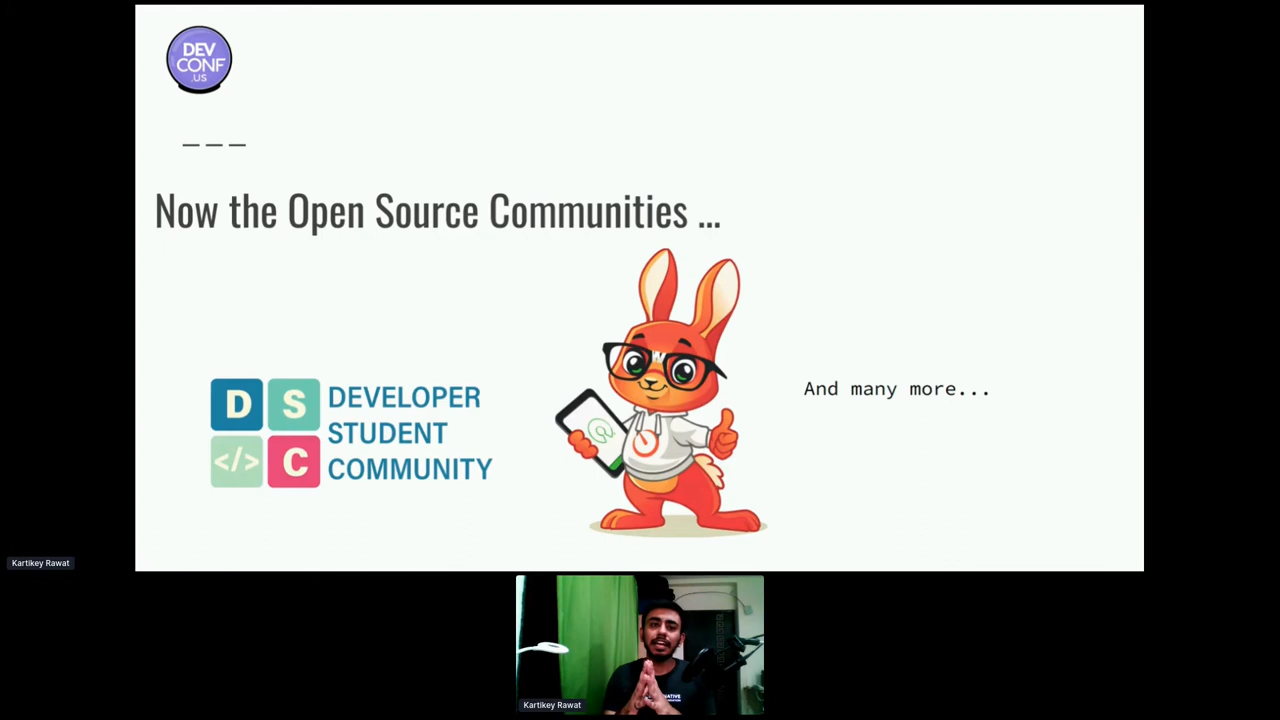 DEV
CONF
.US
Now the Open Source Communities ...
D S
</> C
DEVELOPER
STUDENT
COMMUNITY
W
And many more...
Kartikey Rawat
Kartikey Rawat